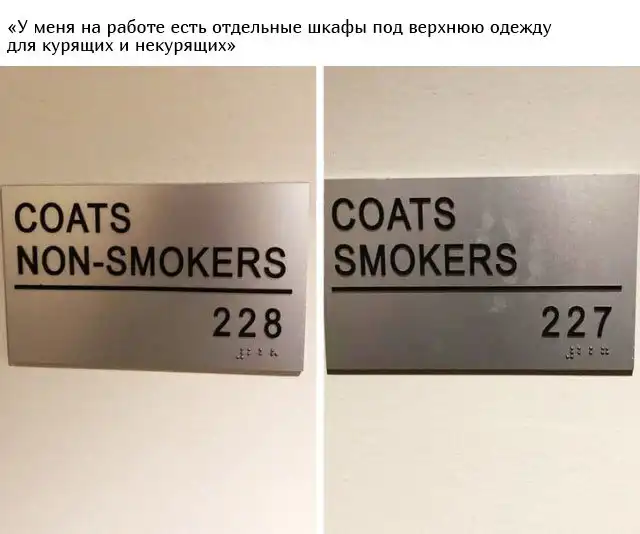 «У меня на работе есть отдельные шкафы под верхнюю одежду
для курящих и некурящих»
COATS
NON-SMOKERS
228
COATS
SMOKERS
227